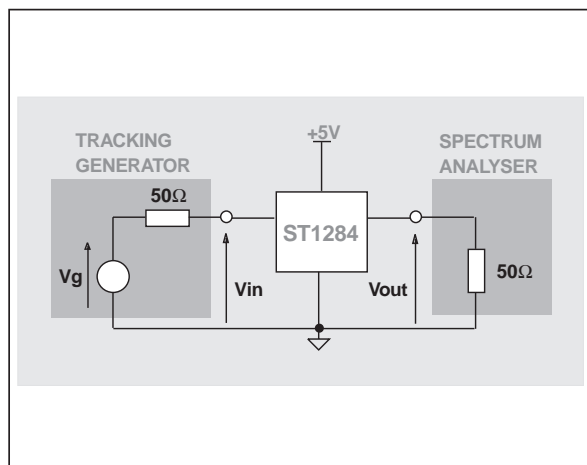 +5V
TRACKING
GENERATOR
SPECTRUM
ANALYSER
50Ω
ST1284
Vg
Vin
Vout
50Ω